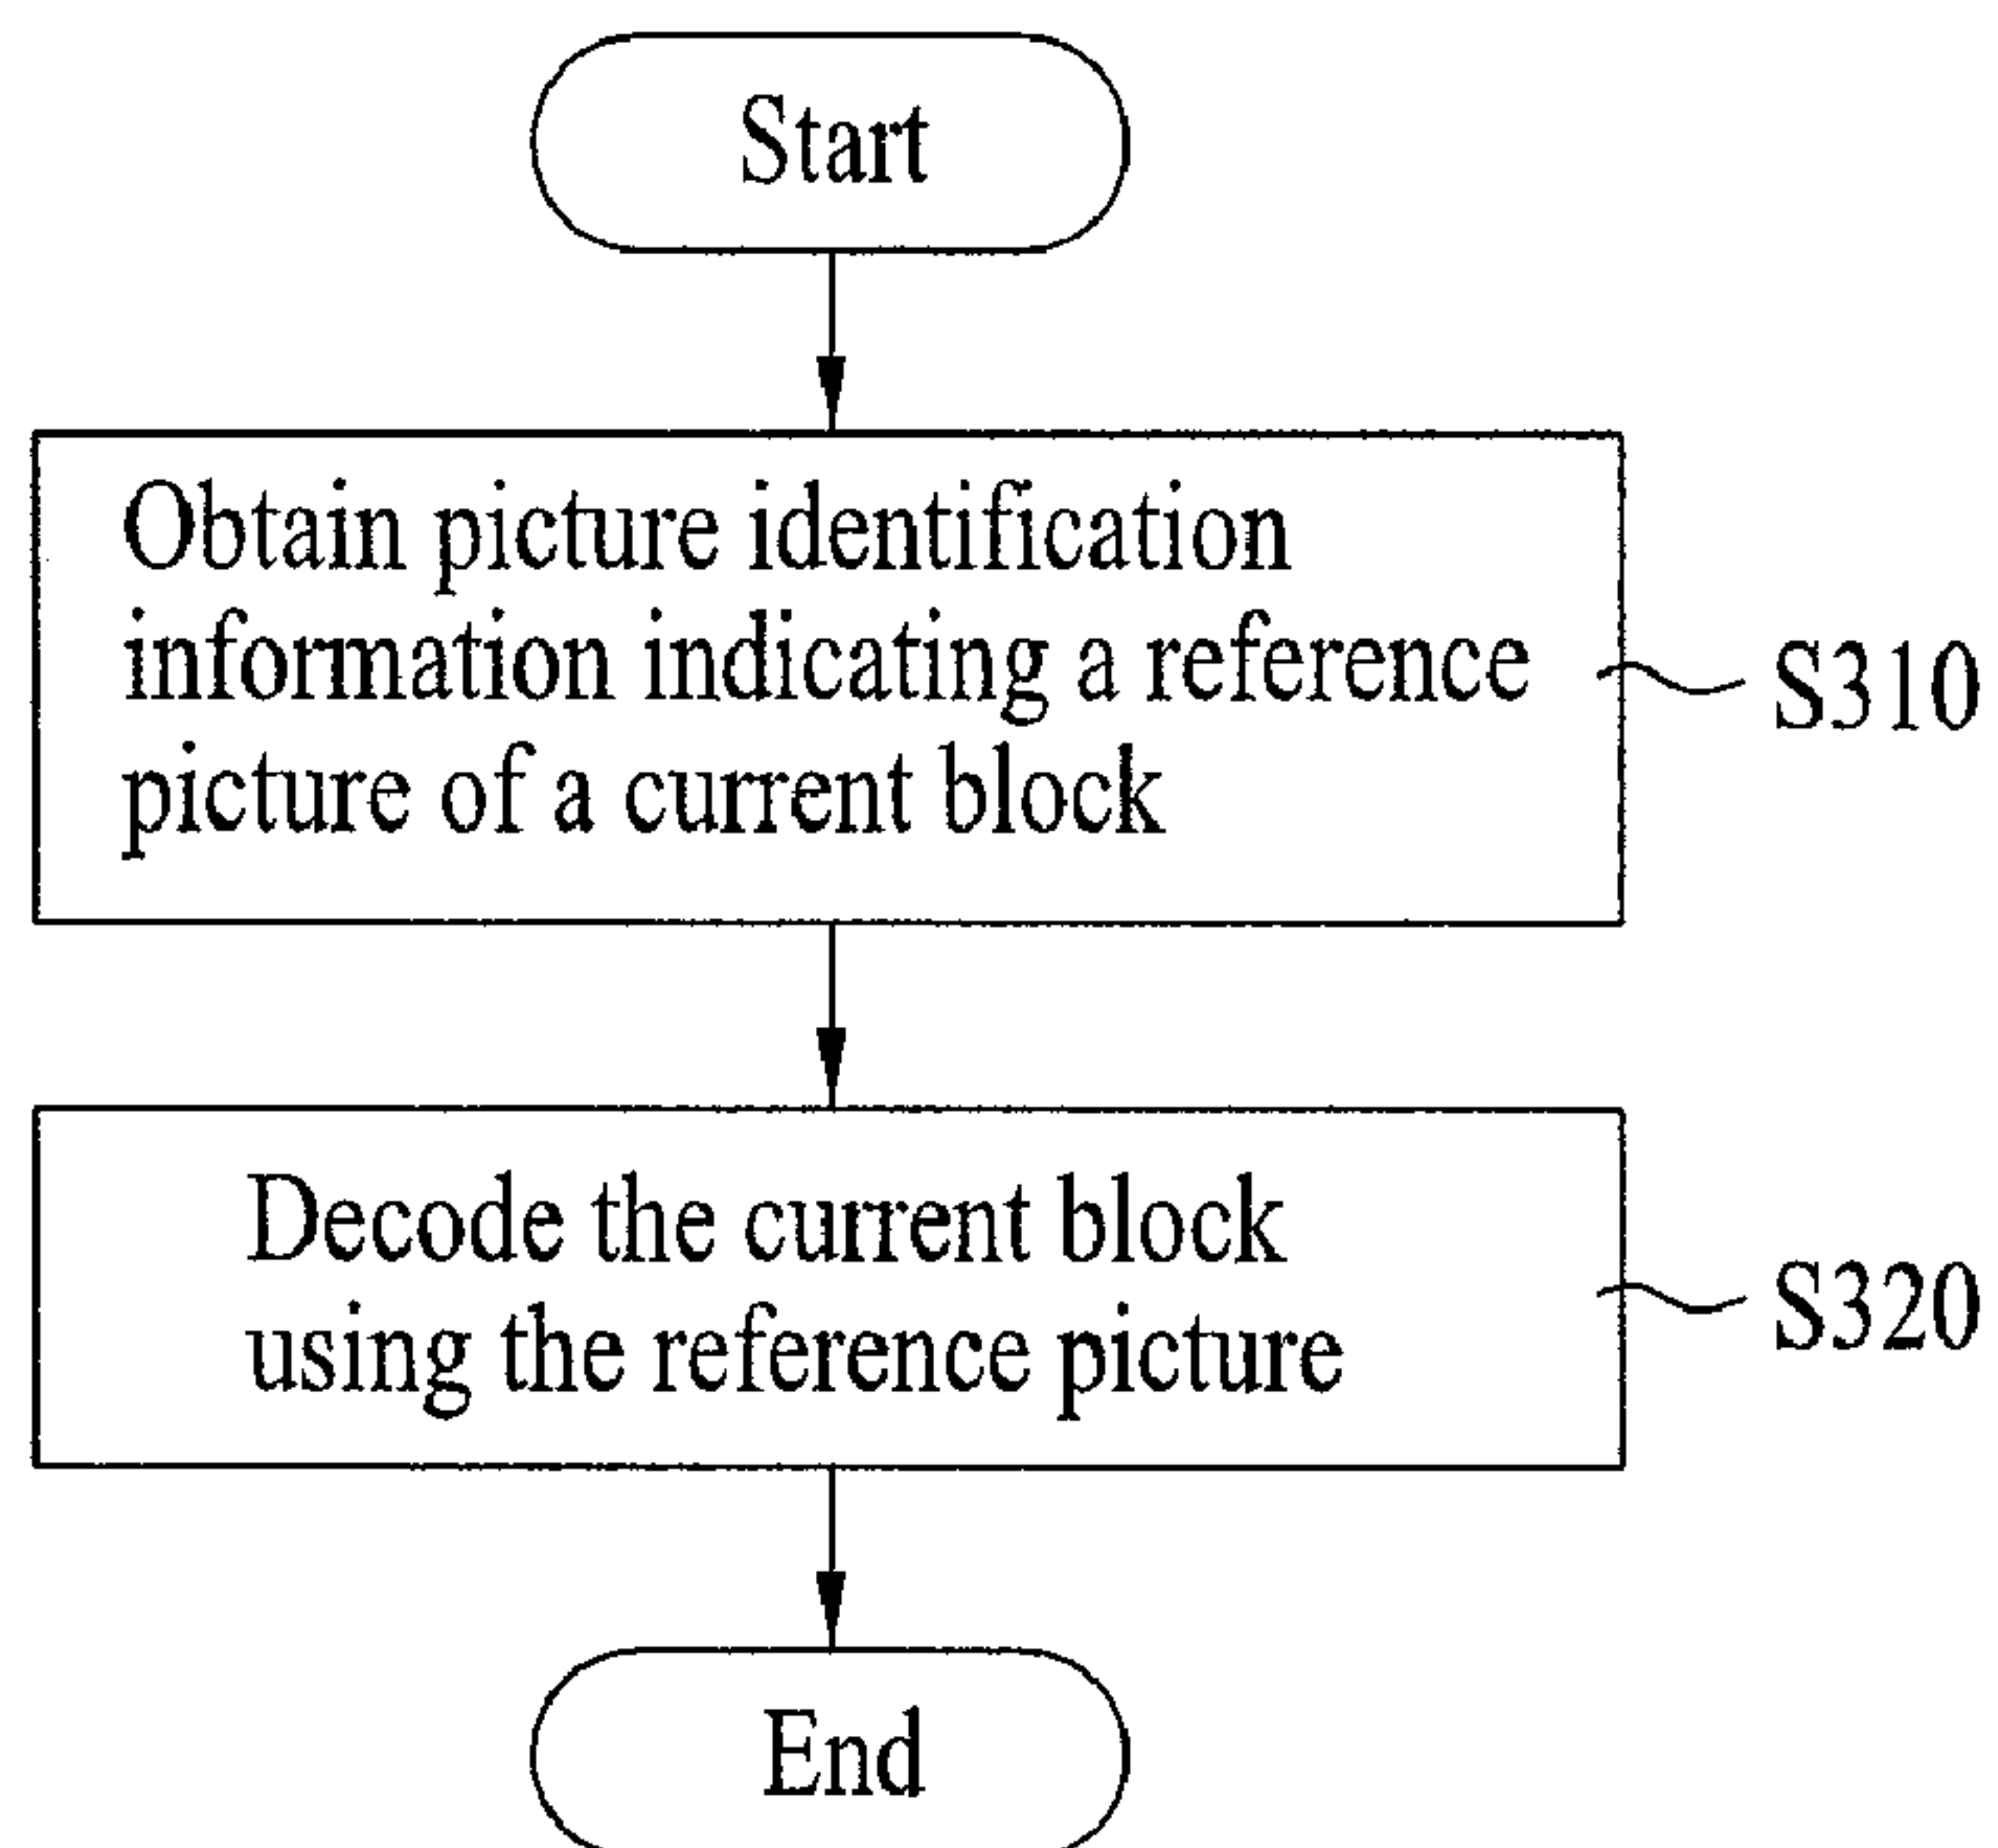 Start
Obtain picture identification
information indicating a reference
picture of a current block
S310
Decode the current block
using the reference picture
S320
End